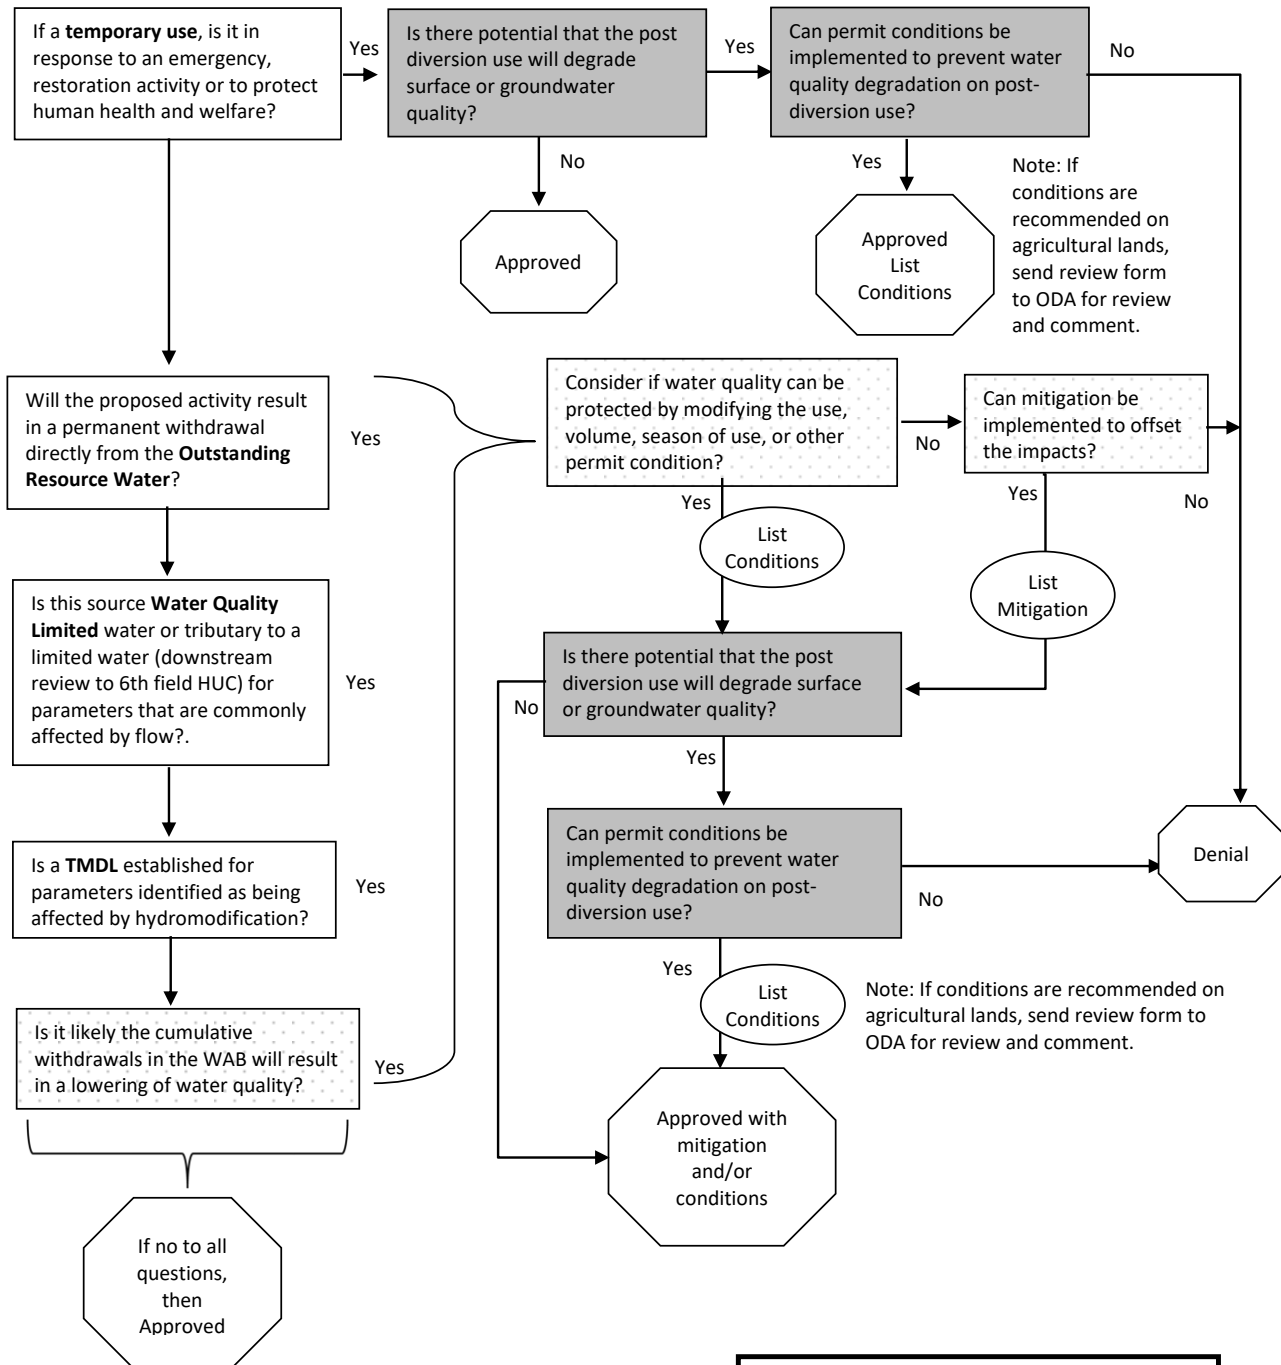 If a temporary use, is it in
response to an emergency,
restoration activity or to protect
human health and welfare?
Yes
Is there potential that the post
diversion use will degrade
surface or groundwater
quality?
Yes
Can permit conditions be
implemented to prevent water
quality degradation on post-
diversion use?
No
No
Approved
Yes
Approved
List
Conditions
Note: If
conditions are
recommended on
agricultural lands,
send review form
to ODA for review
and comment.
Will the proposed activity result
in a permanent withdrawal
directly from the Outstanding
Resource Water?
Yes
Consider if water quality can be
protected by modifying the use,
volume, season of use, or other
permit condition?
No
Can mitigation be
implemented to offset
the impacts?
No
Yes
List
Conditions
Yes
List
Mitigation
Is this source Water Quality
Limited water or tributary to a
limited water (downstream
review to 6th field HUC) for
parameters that are commonly
affected by flow?.
Yes
Is there potential that the post
diversion use will degrade surface
or groundwater quality?
No
Yes
Is a TMDL established for
parameters identified as being
affected by hydromodification?
Yes
Can permit conditions be
implemented to prevent water
quality degradation on post-
diversion use?
No
Denial
Yes
List
Conditions
Note: If conditions are recommended on
agricultural lands, send review form to
ODA for review and comment.
Is it likely the cumulative
withdrawals in the WAB will result
in a lowering of water quality?
Yes
Approved with
mitigation
and/or
conditions
If no to all
questions,
then
Approved